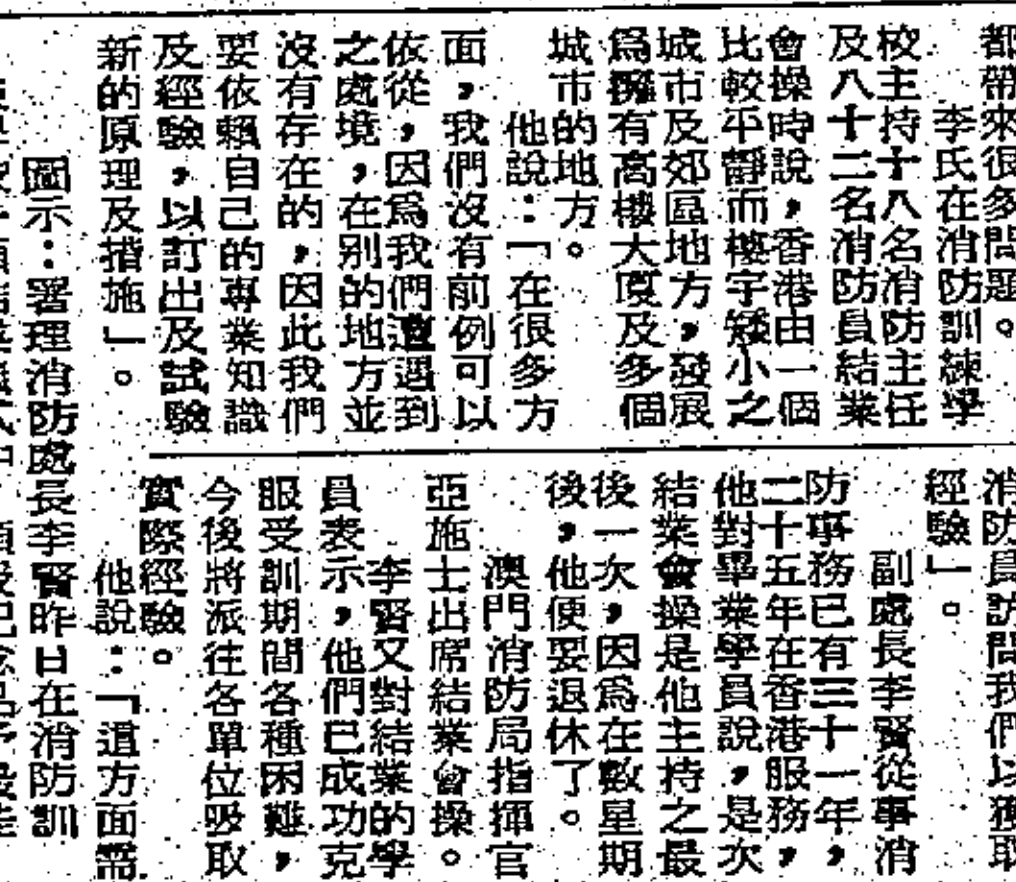 都帶來很多問題。
李氏在消防訓練學
校主持十八名消防主任
及八十二名消防員結業
會操時說，香港由一個
比較平靜而樓宇矮小之
城市及郊區地方，發展
爲擁有高樓大廈及多個
城市的地方。
他說：「在很多方
面，我們沒有前例可以
依從，因爲我們遭遇到
之處境，在別的地方並
沒有存在的，因此我們
要依賴自己的專業知識
及經驗，以訂出及試驗
新的原理及措施」。
消防員訪問我們以獲取
經驗」。
副處長李賢從事消
防事務已有三十一年，
二十五年在香港服務，
他對畢業學員說，是次
結業會操是他主持之最
後一次，因爲在數星期
後，他便要退休了。
澳門消防局指揮官
亞施士出席結業會操。
李賢又對結業的學
員表示，他們已成功克
服受訓期間各種困難，
今後將派往各單位吸取
實際經驗。
他說：「這方面需
圖示：署理消防處長李賢昨日在消防訓